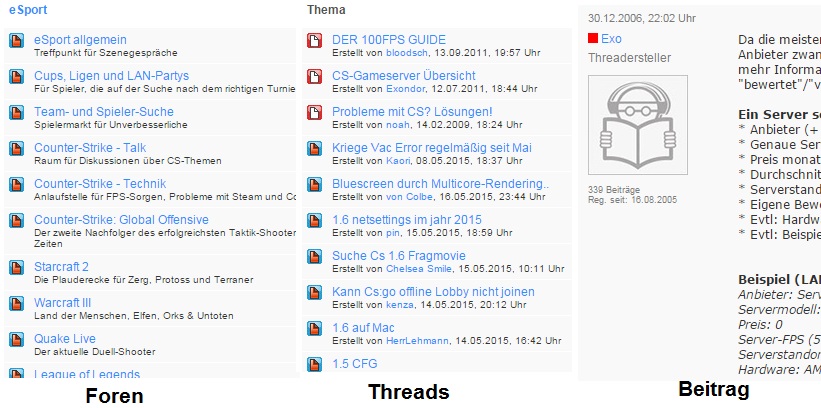 eSport
eSport allgemein
Treffpunkt für Szenegespräche
Cups, Ligen und LAN-Partys
Für Spieler, die auf der Suche nach dem richtigen Turnie
Team- und Spieler-Suche
Spielermarkt für Unverbesserliche
Counter-Strike - Talk
Raum für Diskussionen über CS-Themen
Counter-Strike - Technik
Anlaufstelle für FPS-Sorgen, Probleme mit Steam und Co
Counter-Strike: Global Offensive
Der zweite Nachfolger des erfolgreichsten Taktik-Shooter
Zeiten
Starcraft 2
Die Plauderecke für Zerg, Protoss und Terraner
Warcraft III
Land der Menschen, Elfen, Orks & Untoten
Quake Live
Der aktuelle Duell-Shooter
League of Legends
Foren
Thema
DER 100FPS GUIDE
Erstellt von bloodsch, 13.09.2011, 19:57 Uhr
CS-Gameserver Übersicht
Erstellt von Exondor, 12.07.2011, 18:44 Uhr
Probleme mit CS? Lösungen!
Erstellt von noah, 14.02.2009, 18:24 Uhr
Kriege Vac Error regelmäßig seit Mai
Erstellt von Kaori, 08.05.2015, 18:37 Uhr
Bluescreen durch Multicore-Rendering..
Erstellt von von Colbe, 16.05.2015, 23:44 Uhr
1.6 netsettings im jahr 2015
Erstellt von pin, 15.05.2015, 18:59 Uhr
Suche Cs 1.6 Fragmovie
Erstellt von Chelsea Smile, 15.05.2015, 10:11 Uhr
Kann Cs:go offline Lobby nicht joinen
Erstellt von kenza, 14.05.2015, 20:12 Uhr
1.6 auf Mac
Erstellt von HerrLehmann, 14.05.2015, 16:42 Uhr
1.5 CFG
Threads
30.12.2006, 22:02 Uhr
Exo
Threadersteller
339 Beiträge
Reg. seit: 16.08.2005
Da die meister
Anbieter zwan
mehr Informa
"bewertet"/"v
Ein Server so
* Anbieter (+
* Genaue Ser
* Preis monat
* Durchschnit
* Serverstand
* Eigene Bewe
* Evtl: Hardw
* Evtl: Beispie
Beispiel (LAN
Anbieter: Serv
Servermodell:
Preis: 0
Server-FPS (5
Serverstandor
Hardware: AM
Beitrag